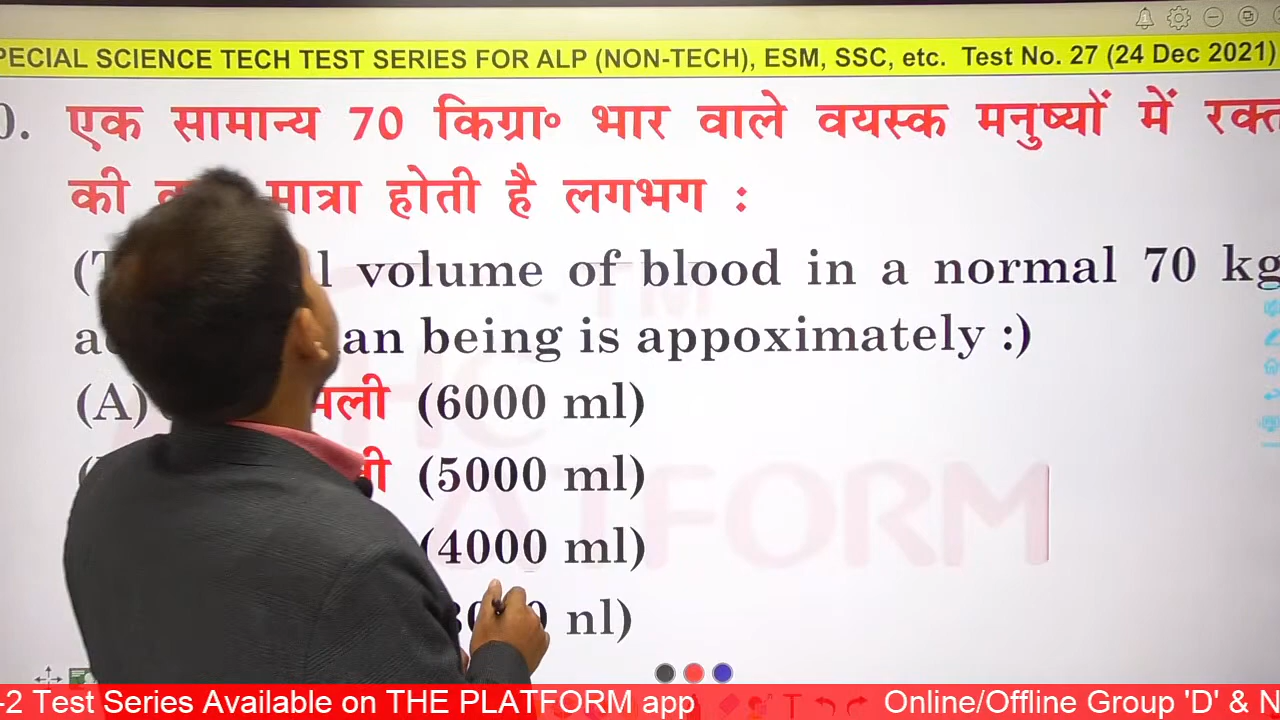 PECIAL SCIENCE TECH TEST SERIES FOR ALP (NON-TECH), ESM, SSC, etc. Test No. 27 (24 Dec 2021)
0. एक सामान्य 70 किग्रा॰ भार वाले वयस्क मनुष्यों में रक्त
की मात्रा होती है लगभग :
volume of blood in a normal 70 kg
being is appoximately :)
(A) (6000 ml)
(5000 ml)
(4000 ml)
nl)
PLATFORM
-2 Test Series Available on THE PLATFORM app Online/Offline Group 'D' & N